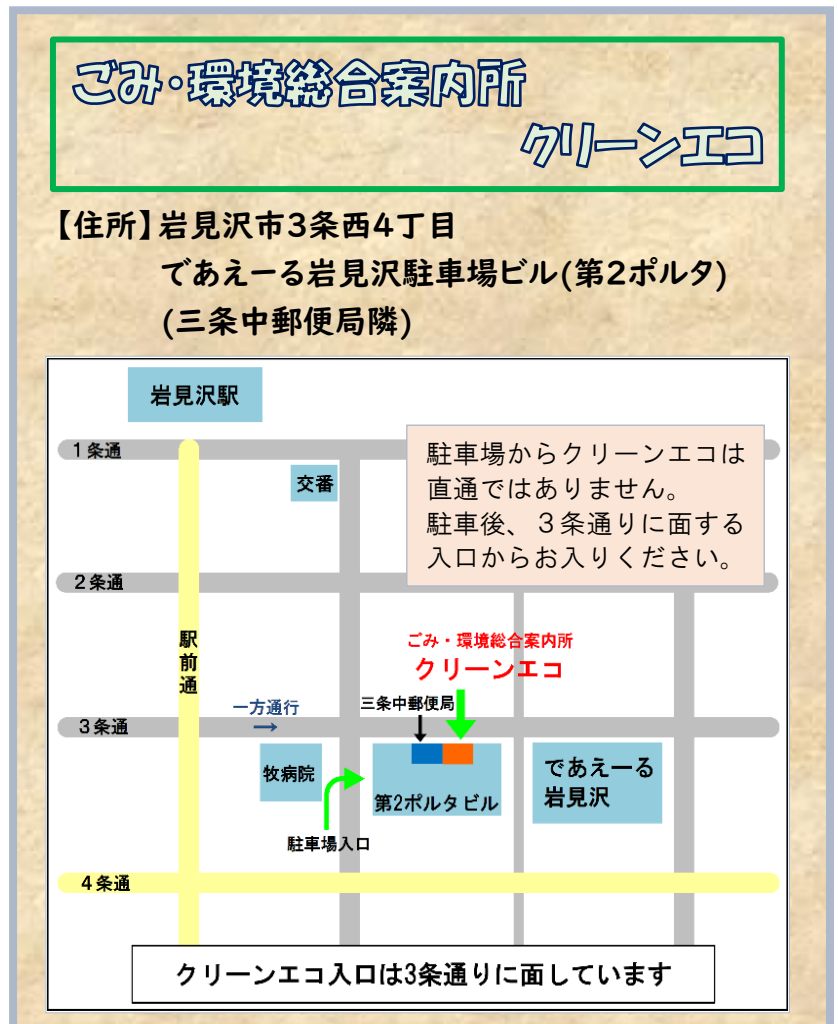 ごみ・環境総合案内所
クリーンエコ
【住所】岩見沢市3条西4丁目
であえーる岩見沢駐車場ビル(第2ポルタ)
(三条中郵便局隣)
岩見沢駅
1条通
交番
駐車場からクリーンエコは
直通ではありません。
駐車後、３条通りに面する
入口からお入りください。
2条通
駅前通
ごみ・環境総合案内所
クリーンエコ
三条中郵便局
一方通行
→
3条通
牧病院
第2ポルタビル
であえーる
岩見沢
駐車場入口
4条通
クリーンエコ入口は3条通りに面しています